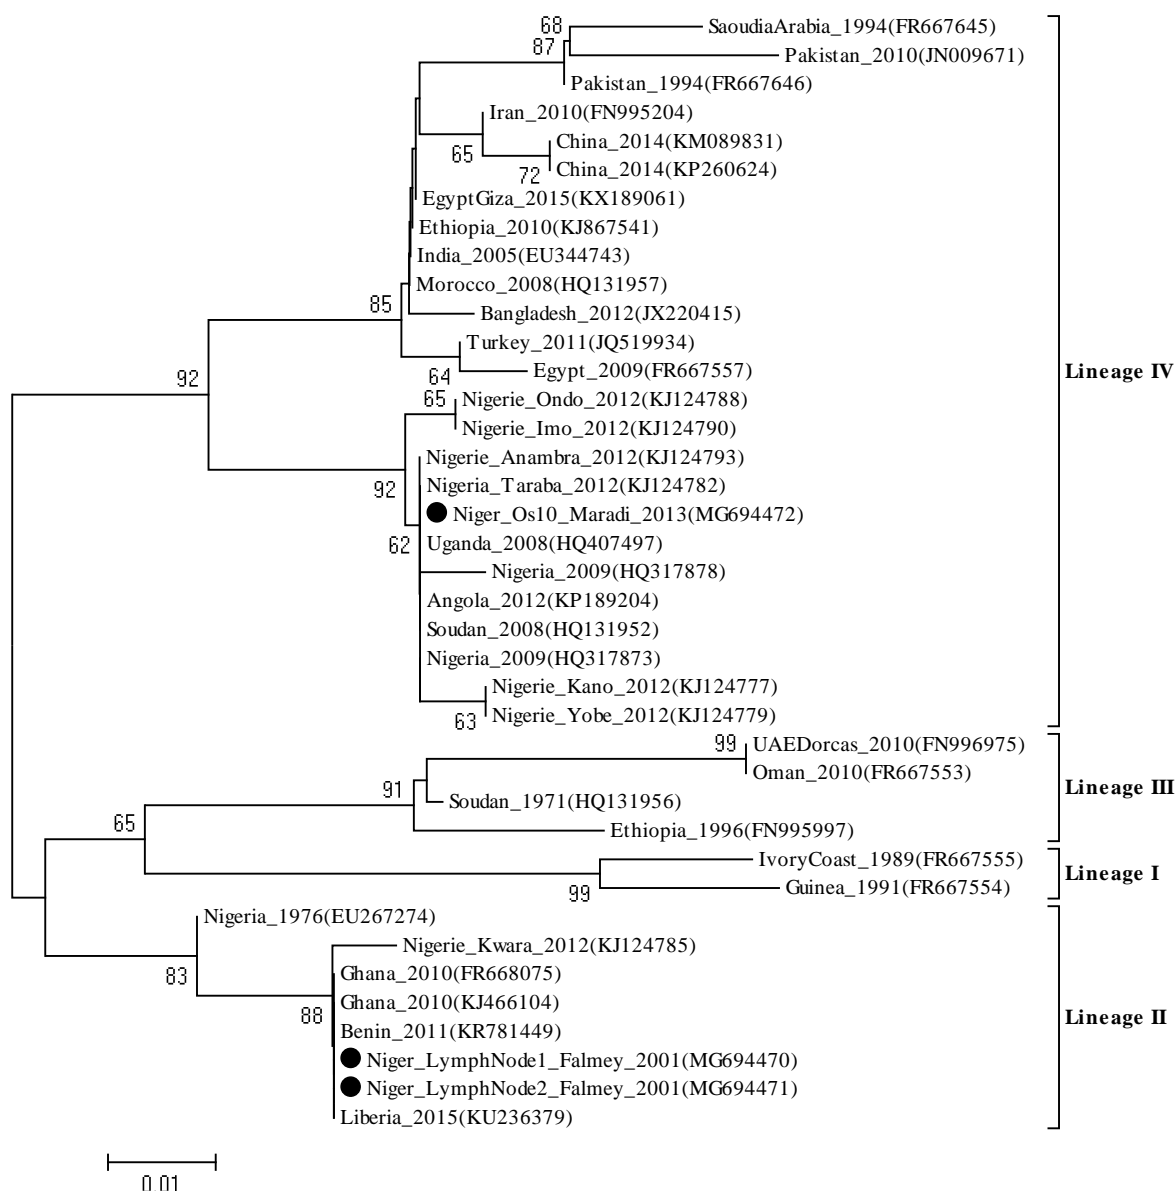 68
SaoudiaArabia_1994(FR667645)
87
Pakistan_2010(JN009671)
Pakistan_1994(FR667646)
Iran_2010(FN995204)
China_2014(KM089831)
65
China_2014(KP260624)
72
EgyptGiza_2015(KX189061)
Ethiopia_2010(KJ867541)
India_2005(EU344743)
Morocco_2008(HQ131957)
85
Bangladesh_2012(JX220415)
Turkey_2011(JQ519934)
Lineage IV
92
64
Egypt_2009(FR667557)
65
Nigerie_Ondo_2012(KJ124788)
Nigerie_Imo_2012(KJ124790)
Nigerie_Anambra_2012(KJ124793)
92
Nigeria_Taraba_2012(KJ124782)
Niger_Os10_Maradi_2013(MG694472)
62
Uganda_2008(HQ407497)
Nigeria_2009(HQ317878)
Angola_2012(KP189204)
Soudan_2008(HQ131952)
Nigeria_2009(HQ317873)
Nigerie_Kano_2012(KJ124777)
63
Nigerie_Yobe_2012(KJ124779)
99
UAEDorcas_2010(FN996975)
Oman_2010(FR667553)
Lineage III
91
Soudan_1971(HQ131956)
65
Ethiopia_1996(FN995997)
IvoryCoast_1989(FR667555)
Lineage I
99
Guinea_1991(FR667554)
Nigeria_1976(EU267274)
Nigerie_Kwara_2012(KJ124785)
83
Ghana_2010(FR668075)
Ghana_2010(KJ466104)
88
Lineage II
Benin_2011(KR781449)
Niger_LymphNode1_Falmey_2001(MG694470)
Niger_LymphNode2_Falmey_2001(MG694471)
Liberia_2015(KU236379)
0.01